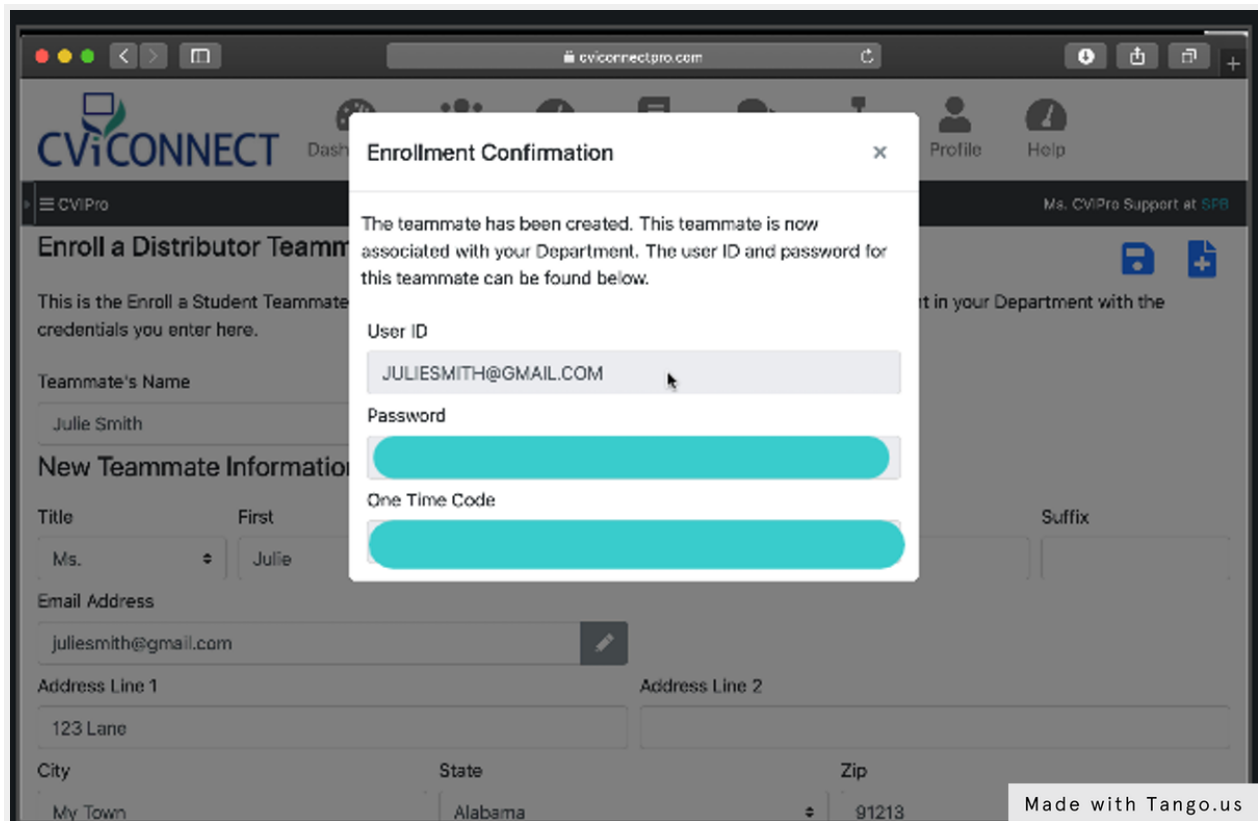 cviconnectpro.com
CViCONNECT
Dash
Profile
Help
CVIPro
Ms. CVIPro Support at SPB
Enroll a Distributor Teamm
This is the Enroll a Student Teammate
t in your Department with the
credentials you enter here.
Teammate's Name
Julie Smith
New Teammate Informatio
Title
First
Suffix
Ms.
Julie
Email Address
juliesmith@gmail.com
Address Line 1
Address Line 2
123 Lane
City
State
Zip
My Town
Alabama
91213
Enrollment Confirmation
×
The teammate has been created. This teammate is now
associated with your Department. The user ID and password for
this teammate can be found below.
User ID
JULIESMITH@GMAIL.COM
Password
One Time Code
Made with Tango.us